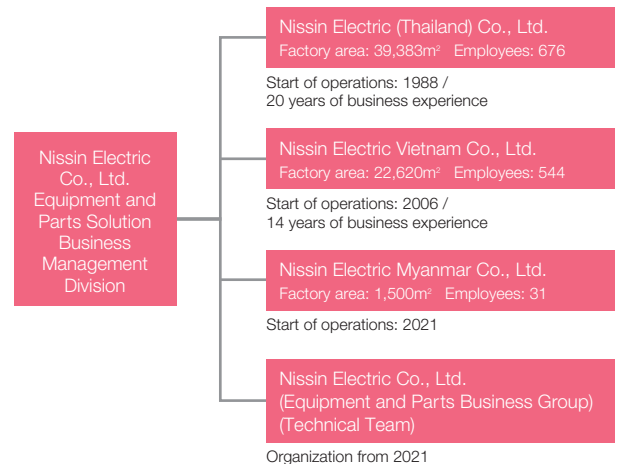 Nissin Electric
Co., Ltd.
Equipment and
Parts Solution
Business
Management
Division
Nissin Electric (Thailand) Co., Ltd.
Factory area: 39,383m² Employees: 676
Start of operations: 1988 /
20 years of business experience
Nissin Electric Vietnam Co., Ltd.
Factory area: 22,620m² Employees: 544
Start of operations: 2006 /
14 years of business experience
Nissin Electric Myanmar Co., Ltd.
Factory area: 1,500m² Employees: 31
Start of operations: 2021
Nissin Electric Co., Ltd.
(Equipment and Parts Business Group)
(Technical Team)
Organization from 2021